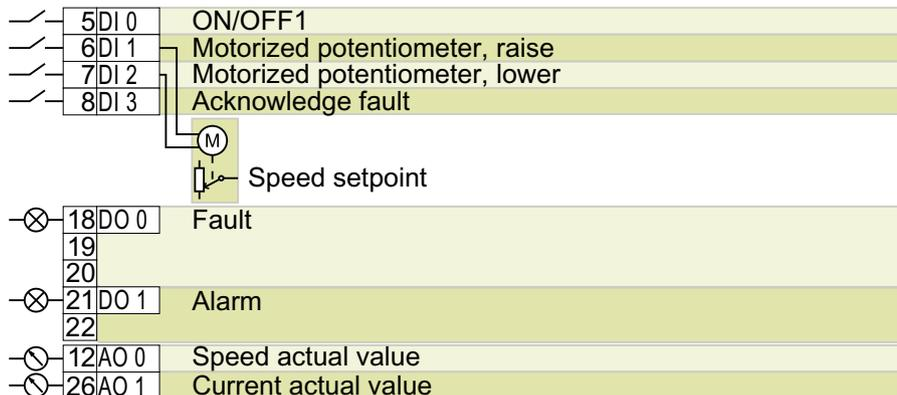 5 DI 0 ON/OFF1
6 DI 1 Motorized potentiometer, raise
7 DI 2 Motorized potentiometer, lower
8 DI 3 Acknowledge fault
M
Speed setpoint
18 DO 0 Fault
19
20
21 DO 1 Alarm
22
12 AO 0 Speed actual value
26 AO 1 Current actual value